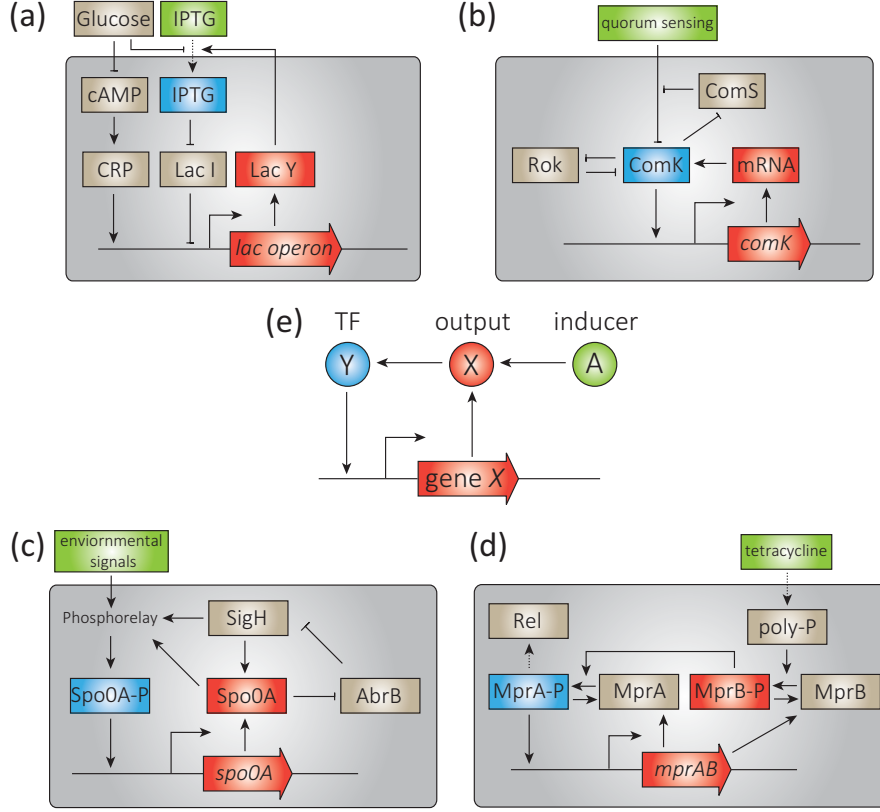 (a)
Glucose
IPTG
cAMP
IPTG
CRP
Lac I
Lac Y
lac operon
(b)
quorum sensing
ComS
Rok
ComK
mRNA
comK
(e)
TF
output
inducer
Y
X
A
gene X
(c)
enviornmental
signals
Phosphorelay
SigH
Spo0A-P
Spo0A
AbrB
spo0A
(d)
tetracycline
Rel
poly-P
MprA-P
MprA
MprB-P
MprB
mprAB